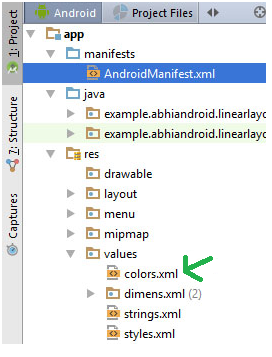 Android Project Files
1: Project
7: Structure
Captures
app
manifests
AndroidManifest.xml
java
example.abhiandroid.linearlayo
example.abhiandroid.linearlayo
res
drawable
layout
menu
mipmap
values
colors.xml
dimens.xml (2)
strings.xml
styles.xml